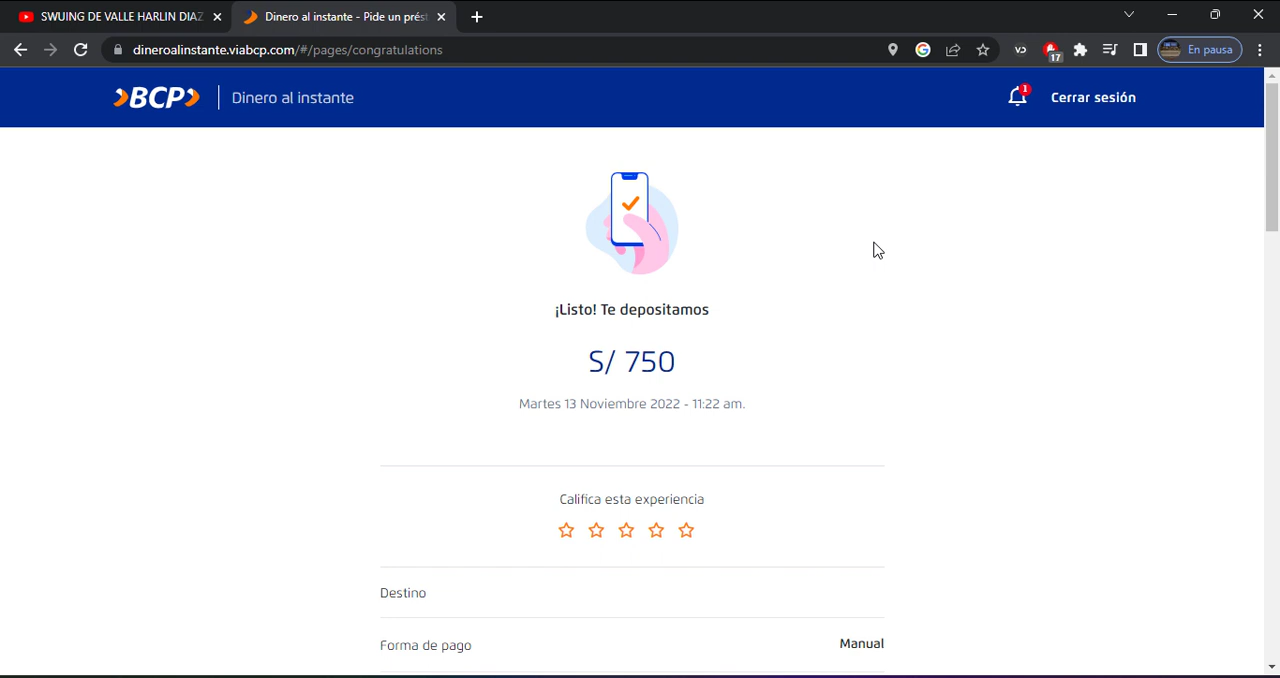 SWUING DE VALLE HARLIN DIAZ
Dinero al instante - Pide un prést
dineroalinstante.viabcp.com/#/pages/congratulations
17
En pausa
BCP
Dinero al instante
1
Cerrar sesión
¡Listo! Te depositamos
S/ 750
Martes 13 Noviembre 2022 - 11:22 am.
Califica esta experiencia
Destino
Forma de pago
Manual